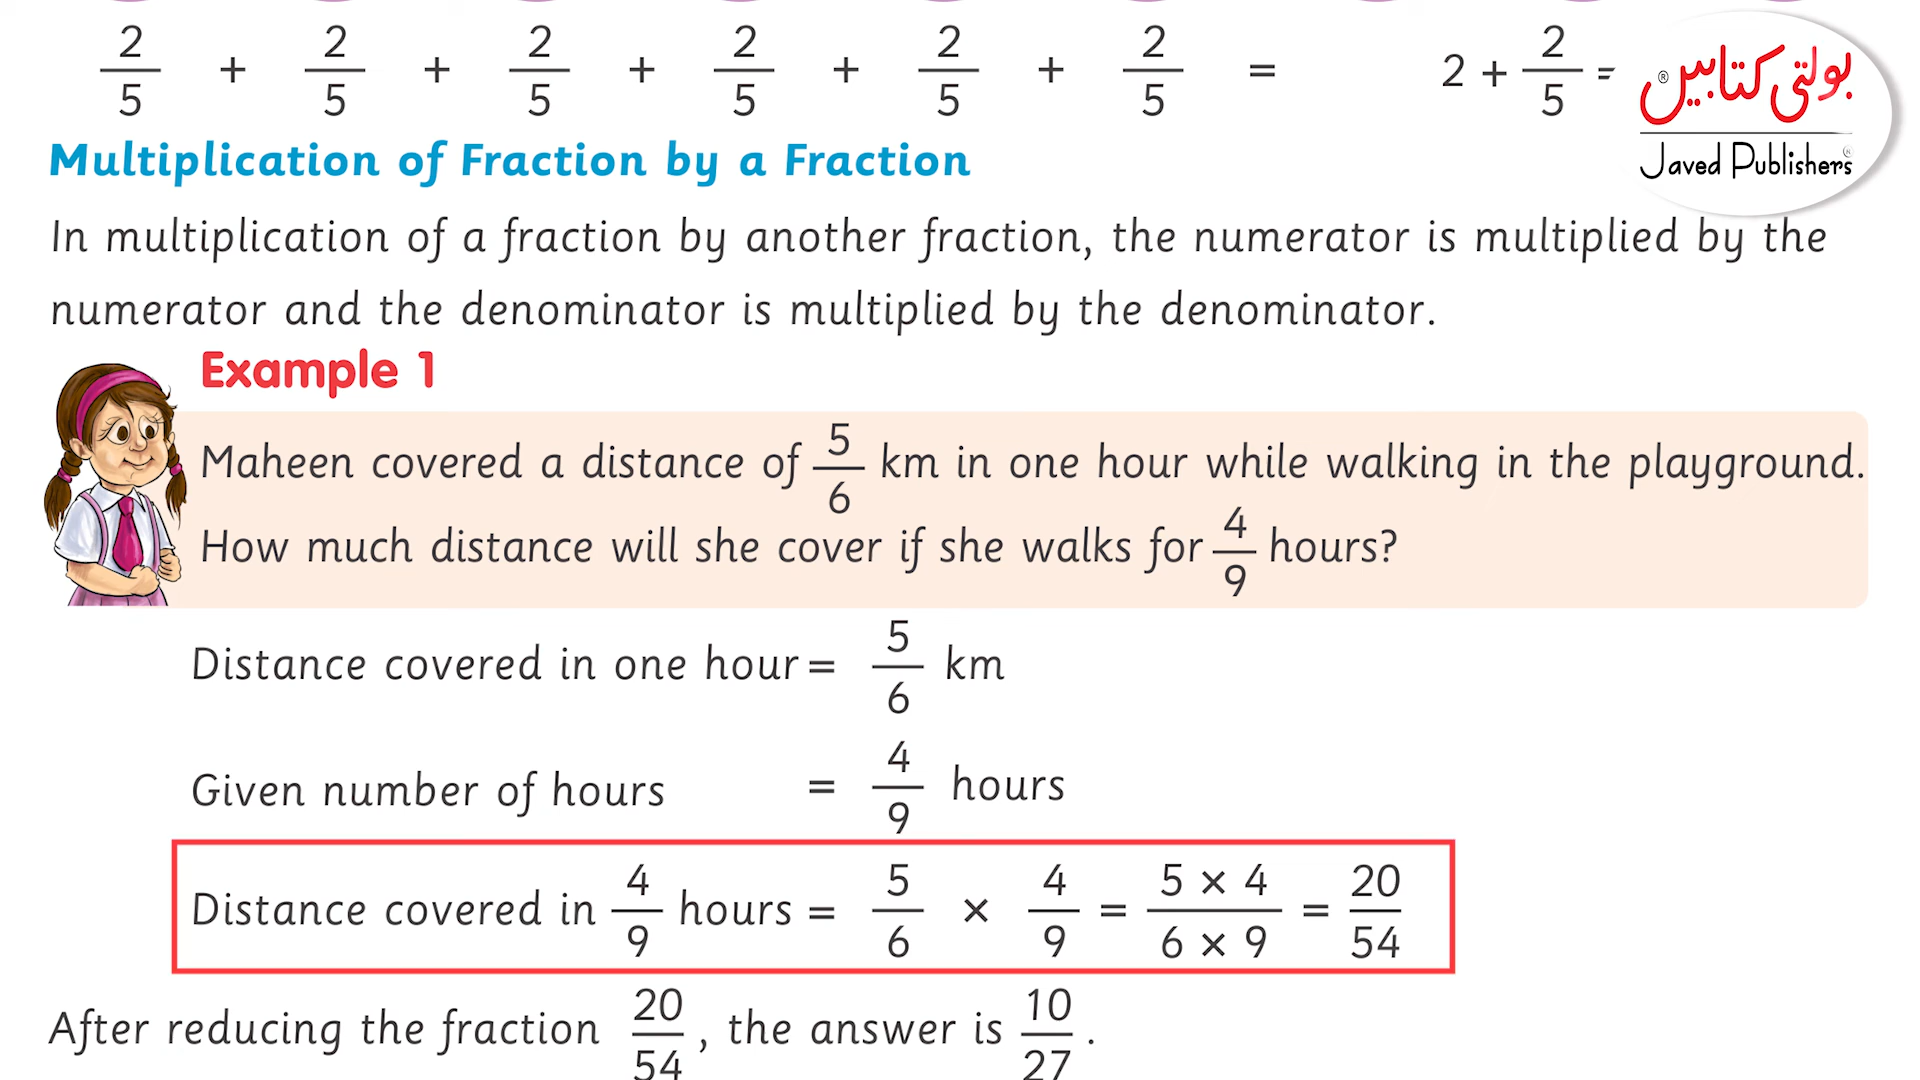 2/5 + 2/5 + 2/5 + 2/5 + 2/5 + 2/5 = 2 + 2/5 =
بولتی کتابیں ®
Javed Publishers ®
Multiplication of Fraction by a Fraction
In multiplication of a fraction by another fraction, the numerator is multiplied by the
numerator and the denominator is multiplied by the denominator.
Example 1
Maheen covered a distance of 5/6 km in one hour while walking in the playground.
How much distance will she cover if she walks for 4/9 hours?
Distance covered in one hour = 5/6 km
Given number of hours = 4/9 hours
Distance covered in 4/9 hours = 5/6 × 4/9 = 5 × 4/6 × 9 = 20/54
After reducing the fraction 20/54, the answer is 10/27.